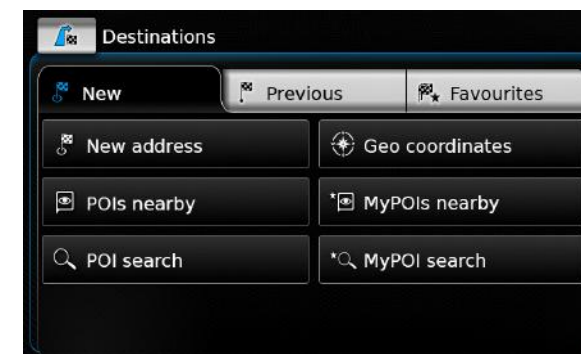 Destinations
New Previous Favourites
New address Geo coordinates
POIs nearby MyPOIs nearby
POI search MyPOI search